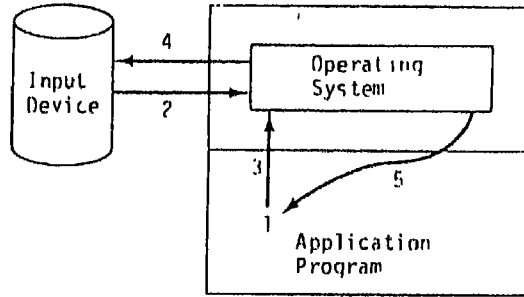 4
Input
Device
2
Operating
System
3
5
1
Application
Program